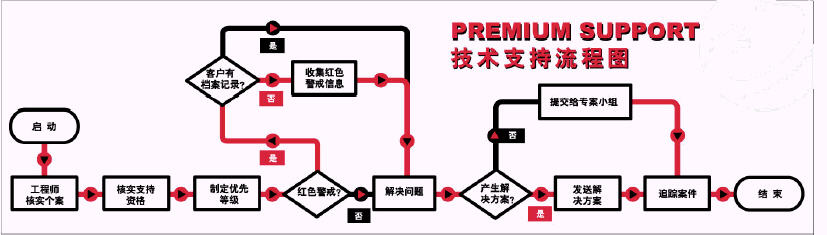 PREMIUM SUPPORT
技术支持流程图
是
客户有
档案记录?
收集红色
警戒信息
否
启动
是
提交给专案小组
否
工程师
核实个案
核实支持
资格
制定优先
等级
红色警戒?
否
解决问题
产生解
决方案?
是
发送解
决方案
追踪案件
结束